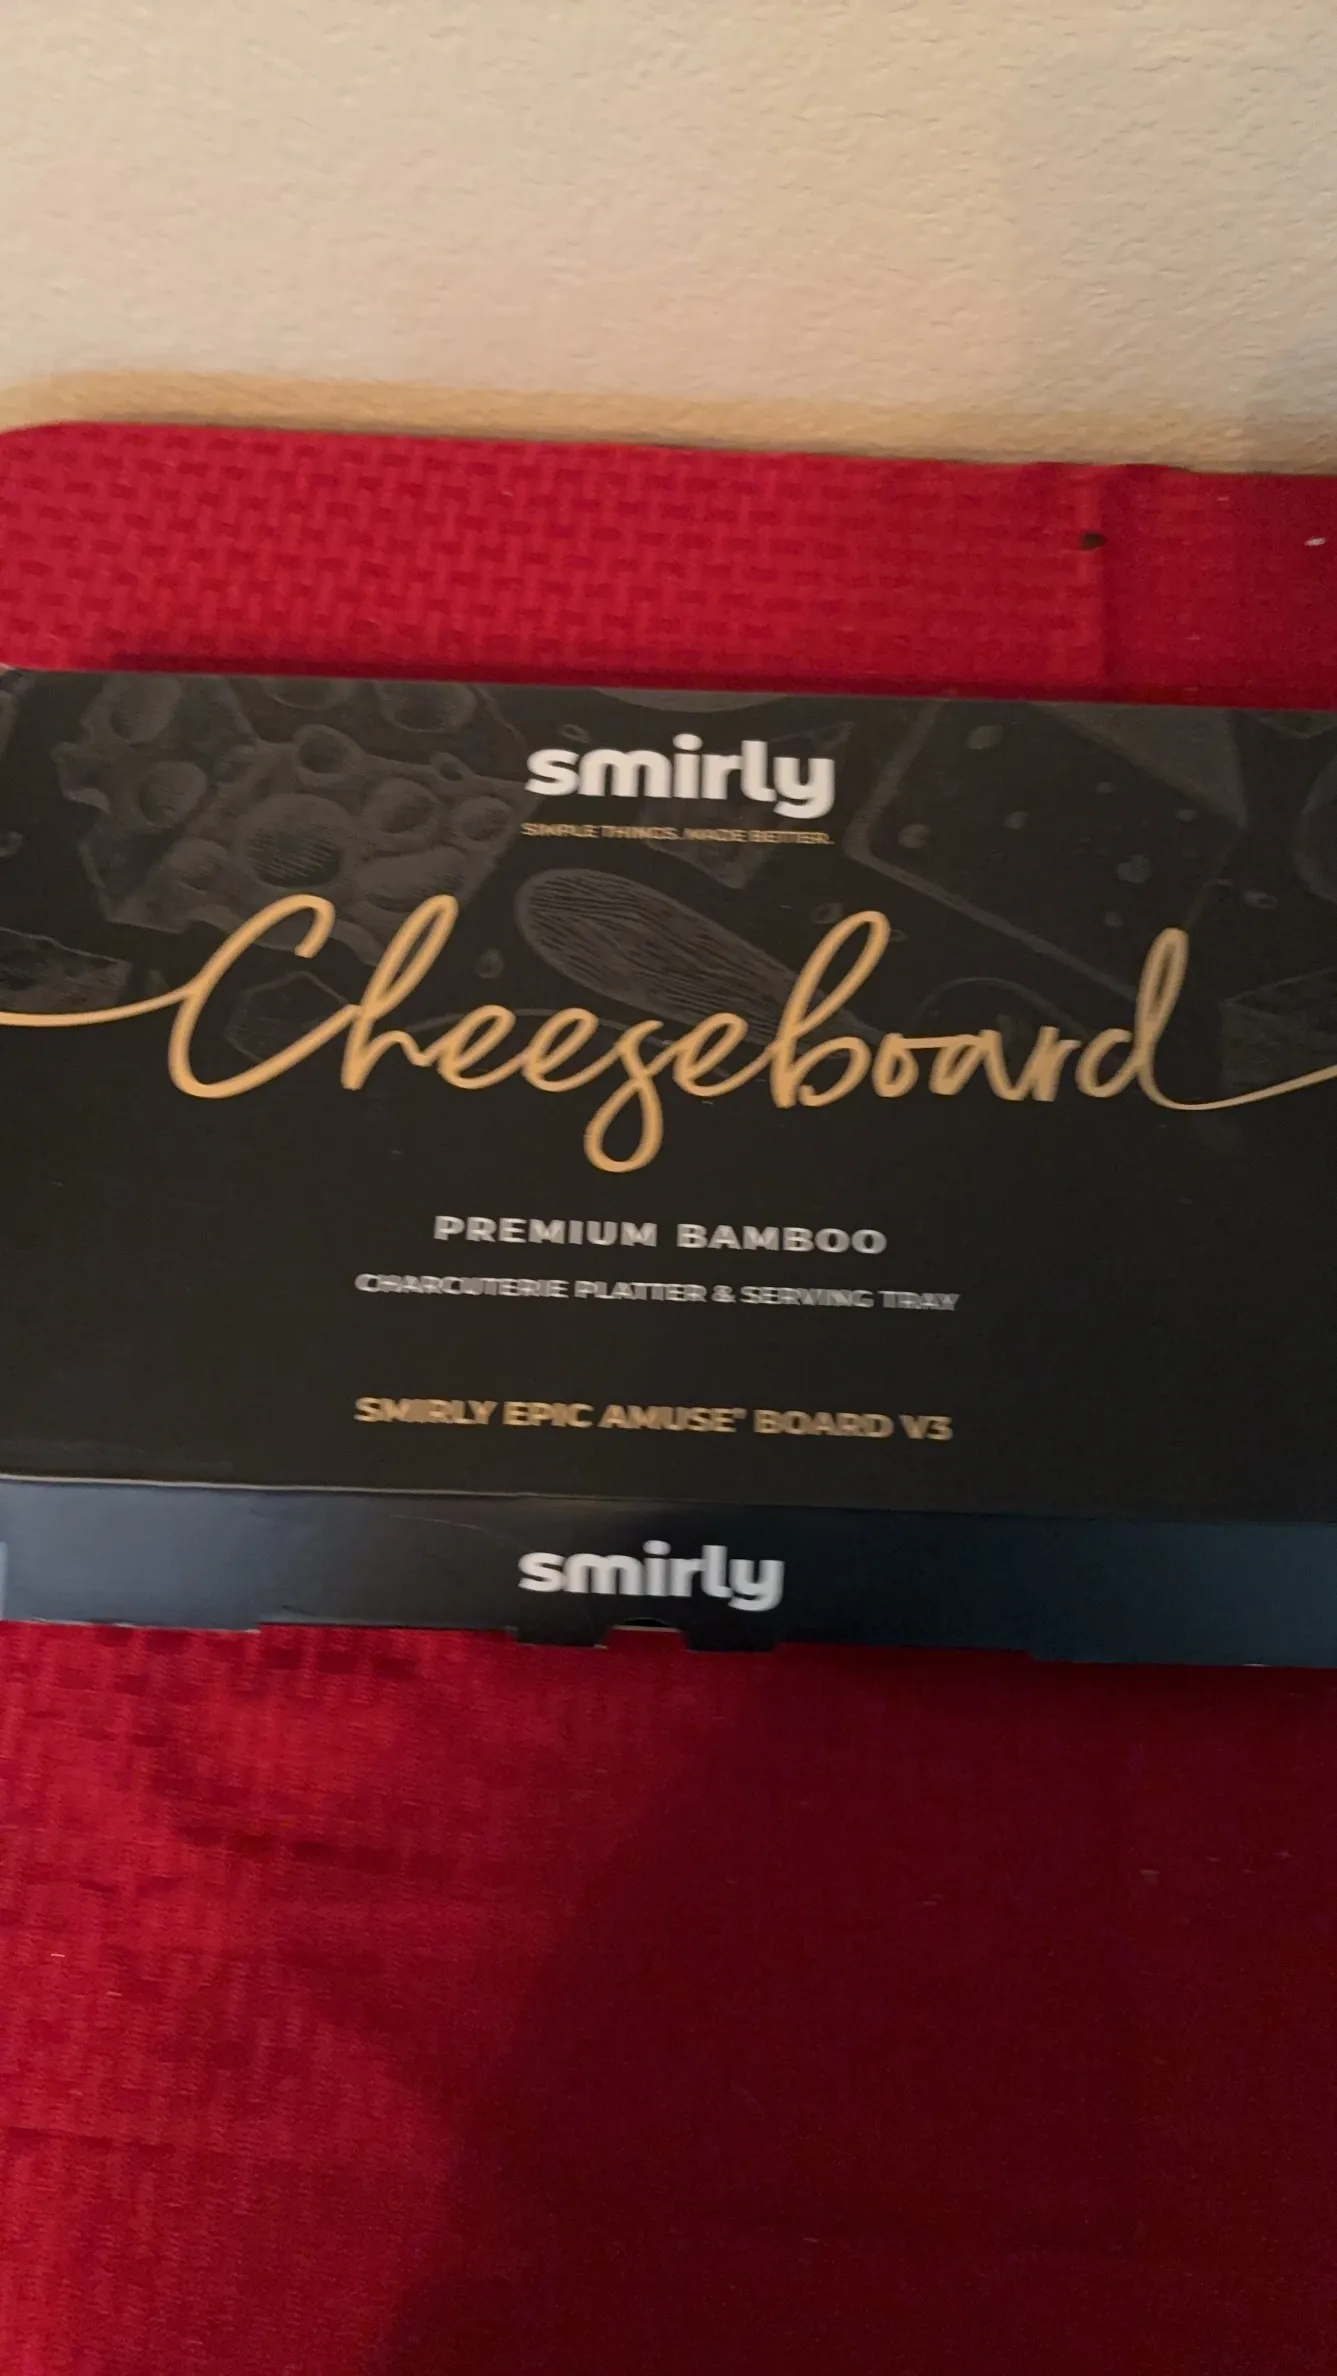 smirly
SIMPLE THINGS. MADE BETTER.
Cheeseboard
PREMIUM BAMBOO
CHARCUTERIE PLATTER & SERVING TRAY
SMIRLY EPIC AMUSE' BOARD V3
smirly